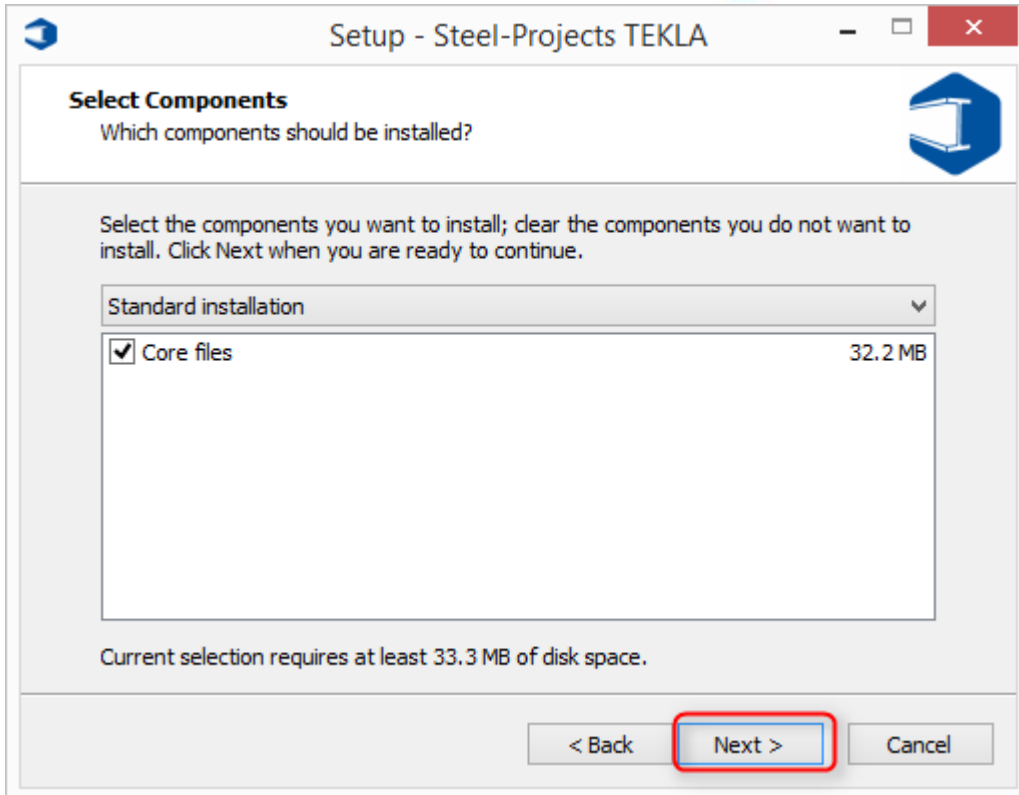 Setup - Steel-Projects TEKLA
Select Components
Which components should be installed?
Select the components you want to install; clear the components you do not want to
install. Click Next when you are ready to continue.
Standard installation
Core files 32.2 MB
Current selection requires at least 33.3 MB of disk space.
< Back Next > Cancel